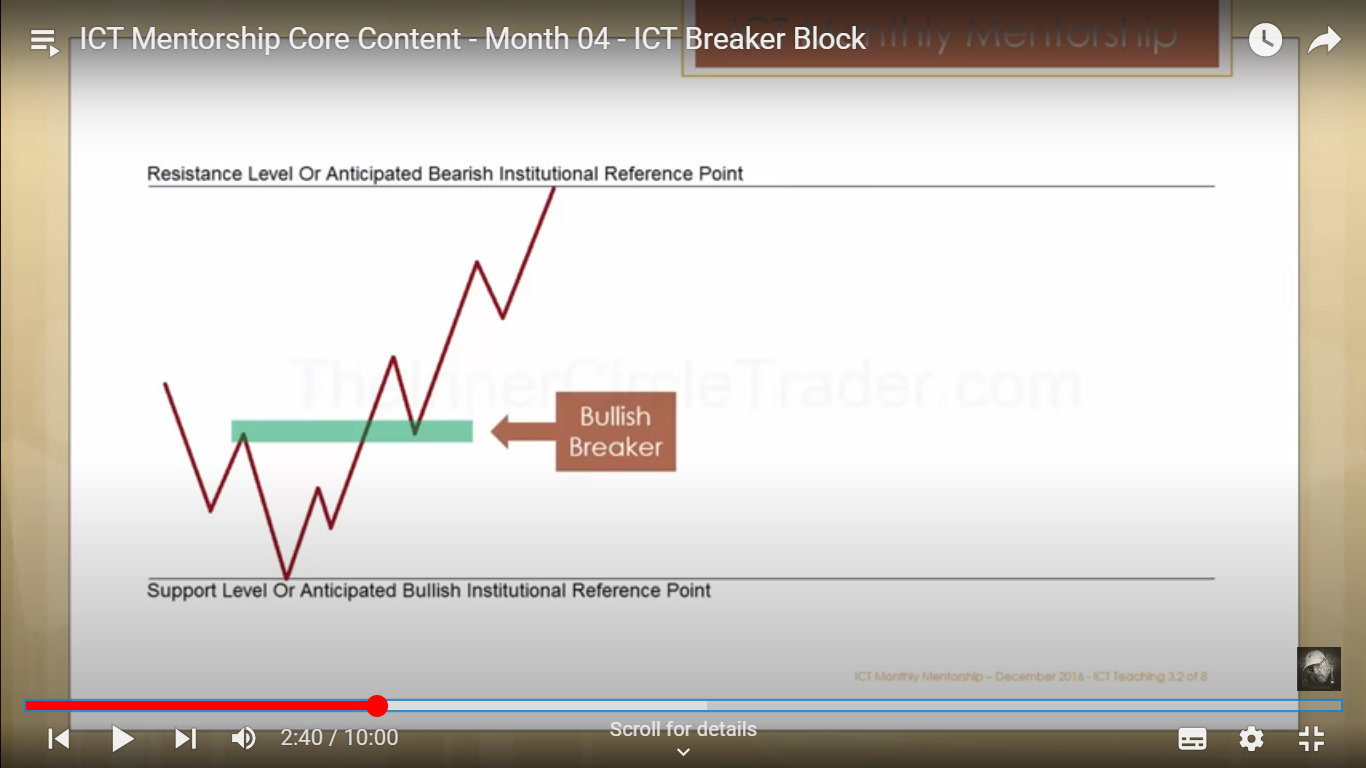 ICT Mentorship Core Content - Month 04 - ICT Breaker Block
ICT Monthly Mentorship
Resistance Level Or Anticipated Bearish Institutional Reference Point
TheInnerCircleTrader.com
Bullish
Breaker
Support Level Or Anticipated Bullish Institutional Reference Point
ICT Monthly Mentorship – December 2016 - ICT Teaching 3.2 of 8
2:40 / 10:00
Scroll for details